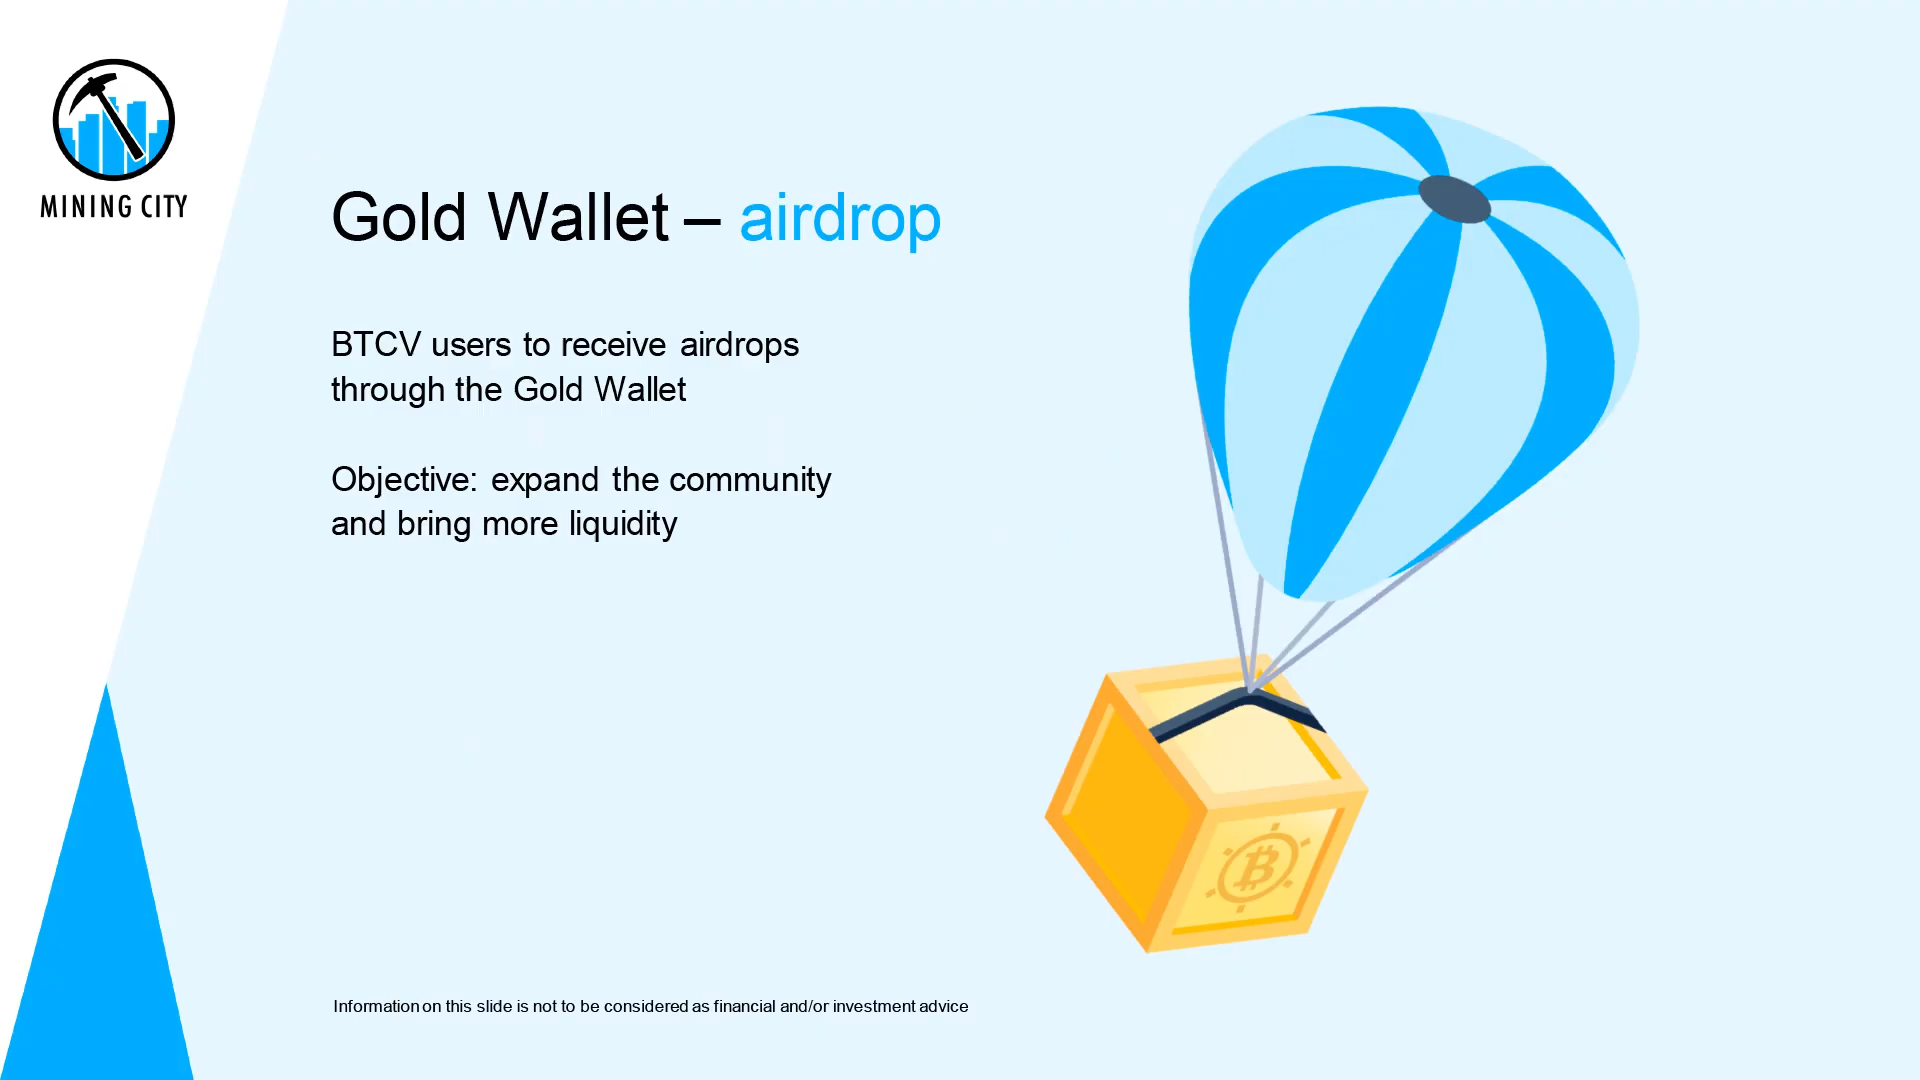 MINING CITY
Gold Wallet – airdrop
BTCV users to receive airdrops
through the Gold Wallet
Objective: expand the community
and bring more liquidity
Information on this slide is not to be considered as financial and/or investment advice